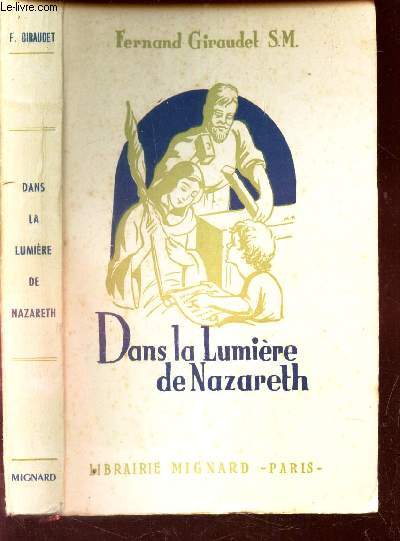 © Le-livre.com
F. GIRAUDET
DANS
LA
LUMIÈRE
DE
NAZARETH
MIGNARD
Fernand Giraudet S.M.
Dans la Lumière
de Nazareth
LIBRAIRIE MIGNARD -PARIS-